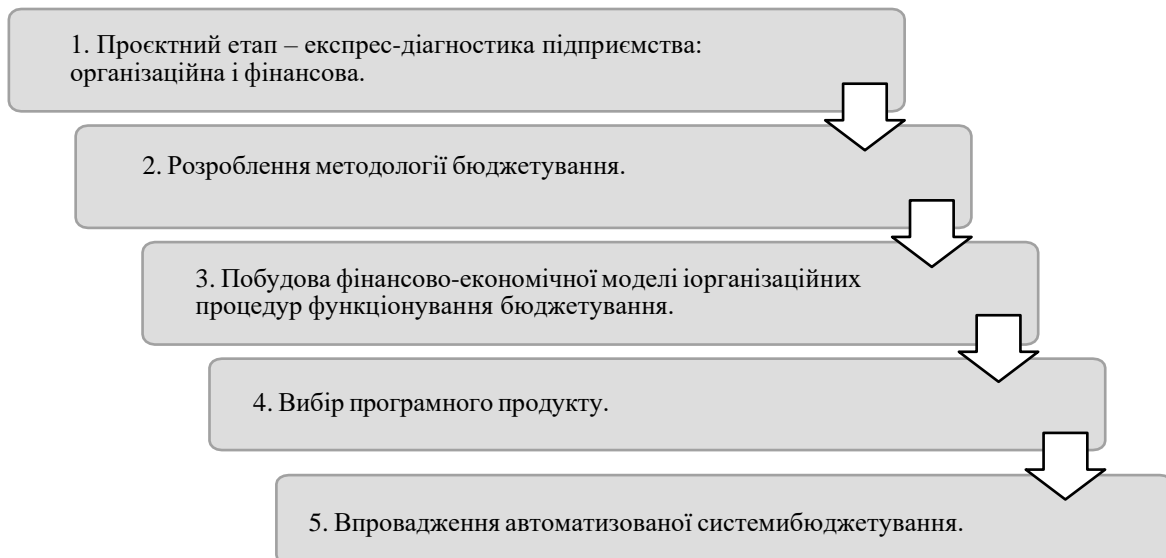 1. Проєктний етап – експрес-діагностика підприємства:
організаційна і фінансова.
2. Розроблення методології бюджетування.
3. Побудова фінансово-економічної моделі іорганізаційних
процедур функціонування бюджетування.
4. Вибір програмного продукту.
5. Впровадження автоматизованої системибюджетування.